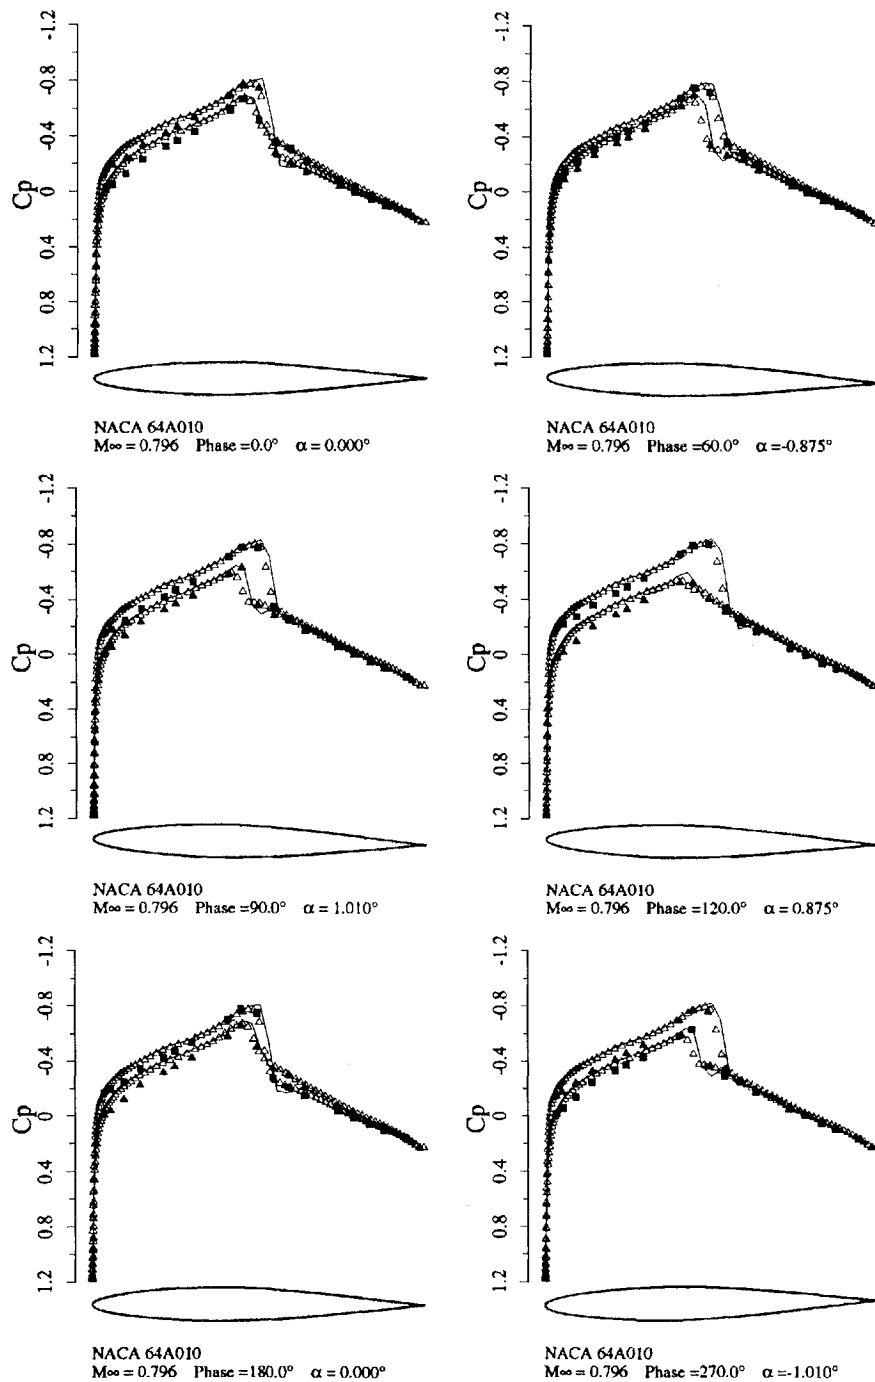 -1.2
-0.8
-0.4
0
0.4
0.8
1.2
Cp
NACA 64A010
M∞ = 0.796 Phase =0.0° α = 0.000°
-1.2
-0.8
-0.4
0
0.4
0.8
1.2
Cp
NACA 64A010
M∞ = 0.796 Phase =60.0° α =-0.875°
-1.2
-0.8
-0.4
0
0.4
0.8
1.2
Cp
NACA 64A010
M∞ = 0.796 Phase =90.0° α = 1.010°
-1.2
-0.8
-0.4
0
0.4
0.8
1.2
Cp
NACA 64A010
M∞ = 0.796 Phase =120.0° α = 0.875°
-1.2
-0.8
-0.4
0
0.4
0.8
1.2
Cp
NACA 64A010
M∞ = 0.796 Phase =180.0° α = 0.000°
-1.2
-0.8
-0.4
0
0.4
0.8
1.2
Cp
NACA 64A010
M∞ = 0.796 Phase =270.0° α =-1.010°